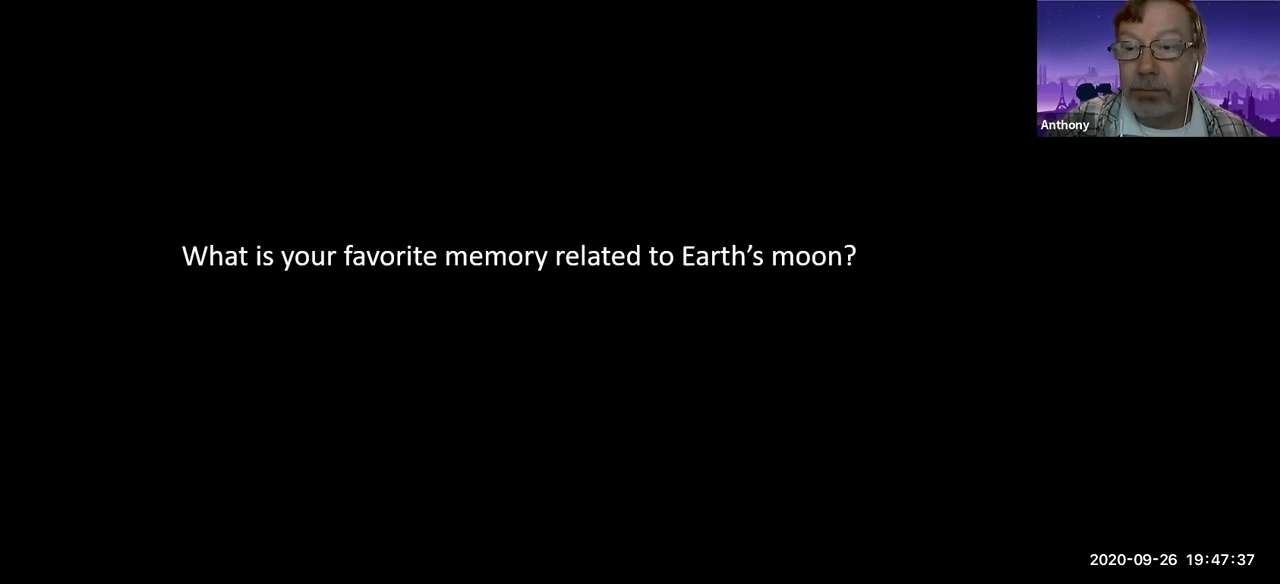 Anthony
What is your favorite memory related to Earth’s moon?
2020-09-26 19:47:37